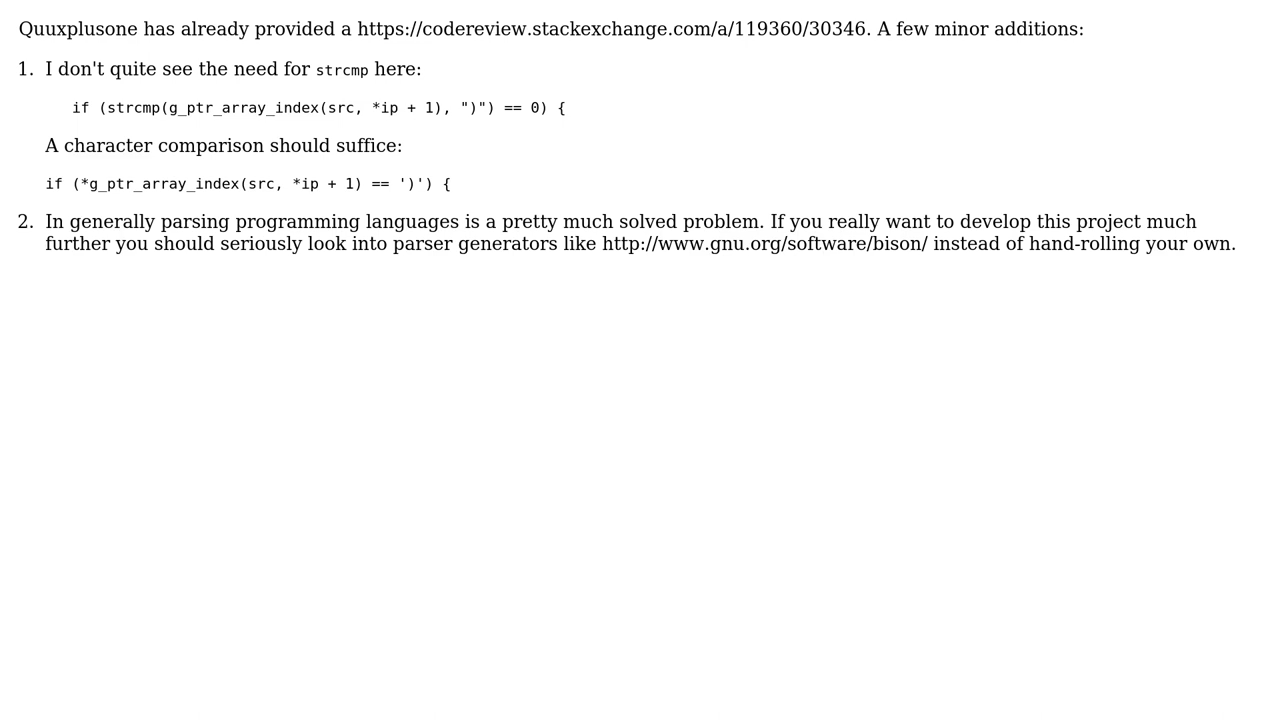 Quuxplusone has already provided a https://codereview.stackexchange.com/a/119360/30346. A few minor additions:
1. I don't quite see the need for strcmp here:
if (strcmp(g_ptr_array_index(src, *ip + 1), ")") == 0) {
A character comparison should suffice:
if (*g_ptr_array_index(src, *ip + 1) == ')') {
2. In generally parsing programming languages is a pretty much solved problem. If you really want to develop this project much
further you should seriously look into parser generators like http://www.gnu.org/software/bison/ instead of hand-rolling your own.